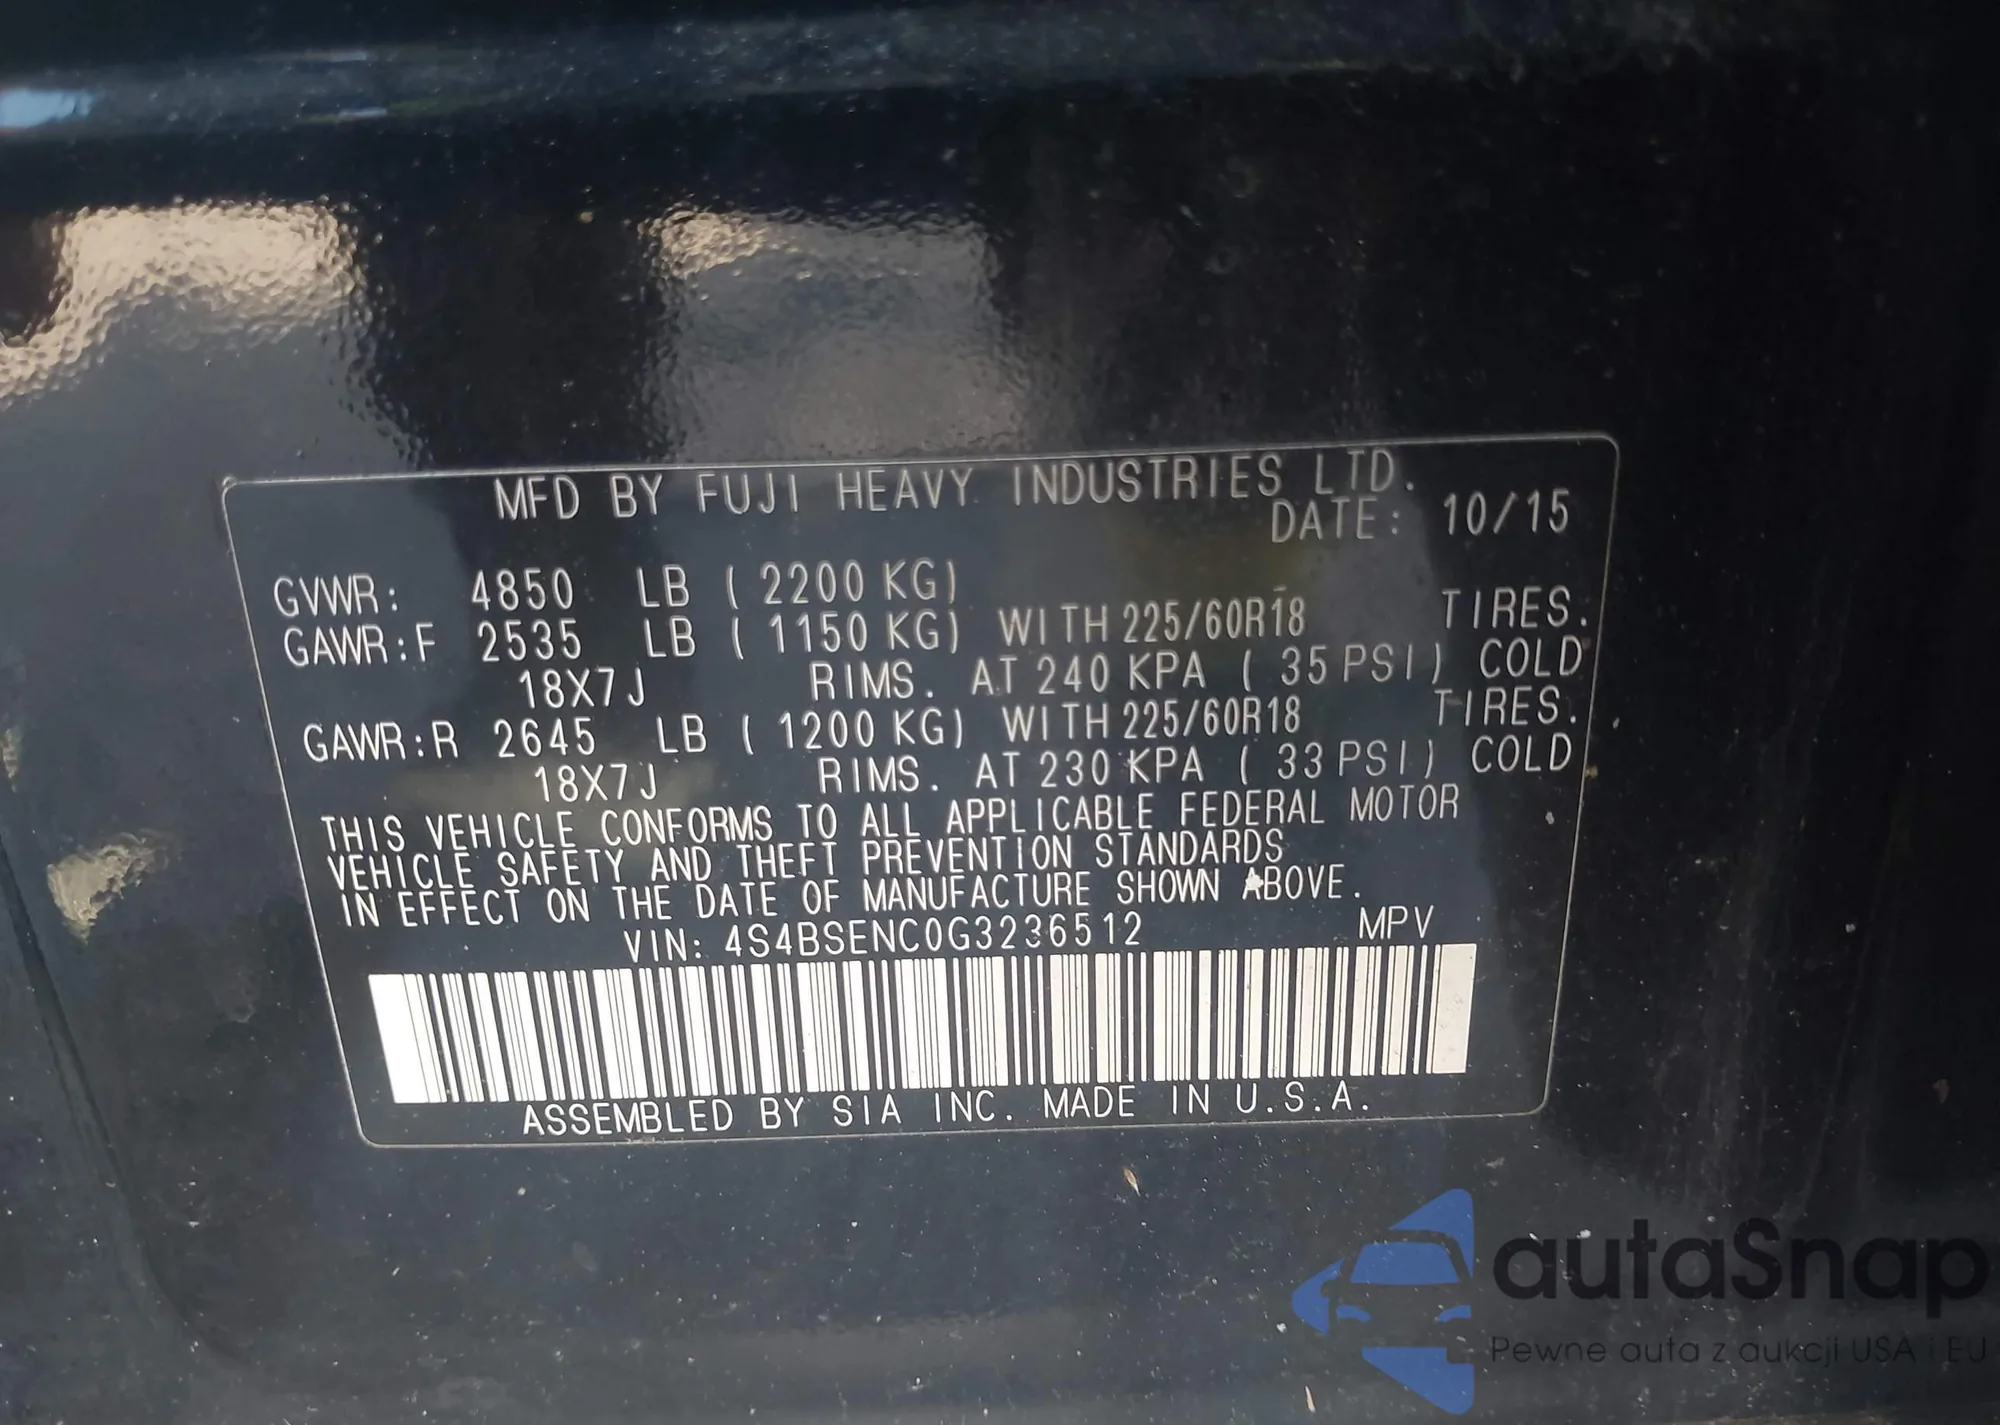 MFD BY FUJI HEAVY INDUSTRIES LTD.
DATE: 10/15
GVWR: 4850 LB ( 2200 KG)
GAWR:F 2535 LB ( 1150 KG) WITH 225/60R18 TIRES.
18X7J RIMS. AT 240 KPA ( 35 PSI) COLD
GAWR:R 2645 LB ( 1200 KG) WITH 225/60R18 TIRES.
18X7J RIMS. AT 230 KPA ( 33 PSI) COLD
THIS VEHICLE CONFORMS TO ALL APPLICABLE FEDERAL MOTOR
VEHICLE SAFETY AND THEFT PREVENTION STANDARDS
IN EFFECT ON THE DATE OF MANUFACTURE SHOWN ABOVE.
VIN: 4S4BSENC0G3236512 MPV
ASSEMBLED BY SIA INC. MADE IN U.S.A.
autaSnap
Pewne auta z aukcji USA i EU